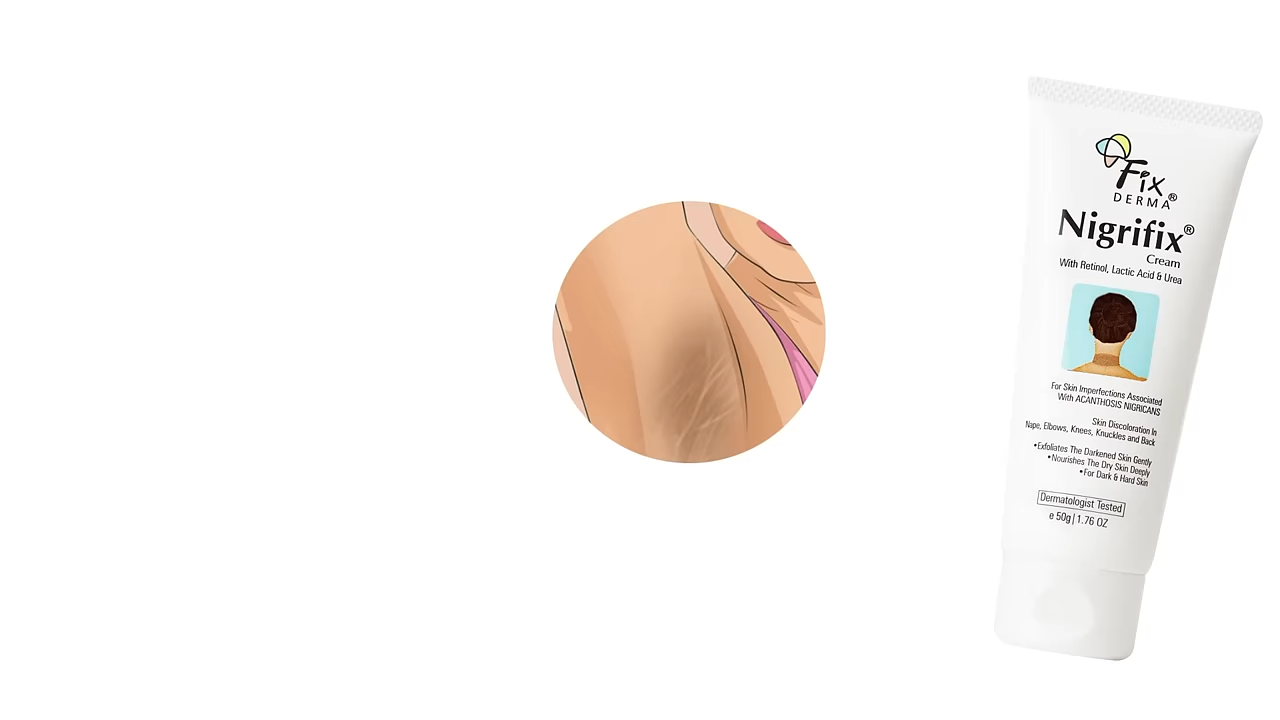 Fix®
DERMA
Nigrifix®
Cream
With Retinol, Lactic Acid & Urea
For Skin Imperfections Associated
With ACANTHOSIS NIGRICANS
Skin Discoloration In
Nape, Elbows, Knees, Knuckles and Back
•Exfoliates The Darkened Skin Gently
•Nourishes The Dry Skin Deeply
•For Dark & Hard Skin
Dermatologist Tested
e 50g|1.76 OZ